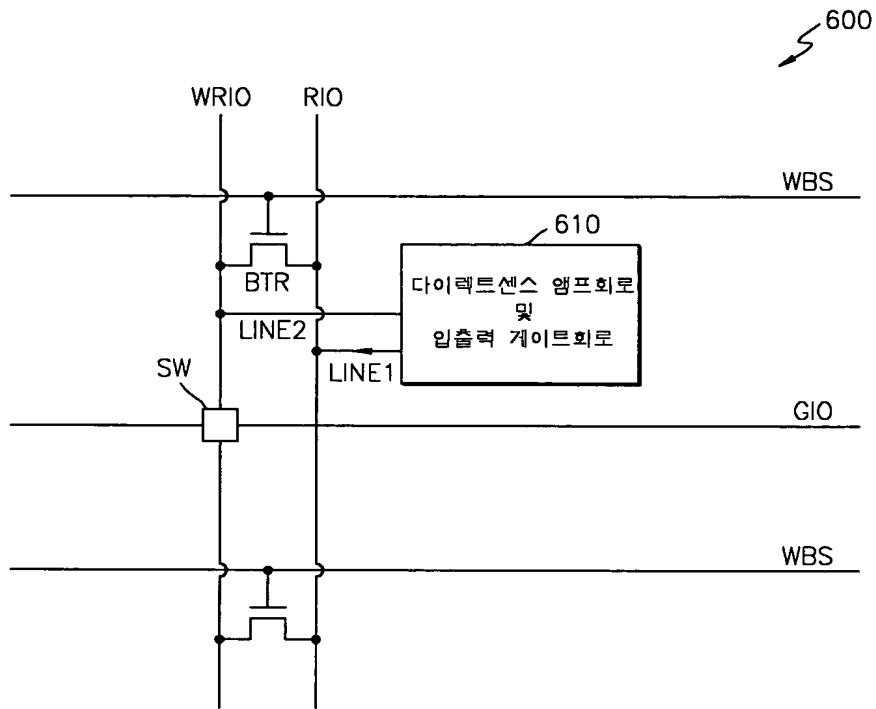 600
WRIO RIO
WBS
610
BTR
다이렉트센스 앰프회로
및
입출력 게이트회로
LINE2
LINE1
SW
GIO
WBS